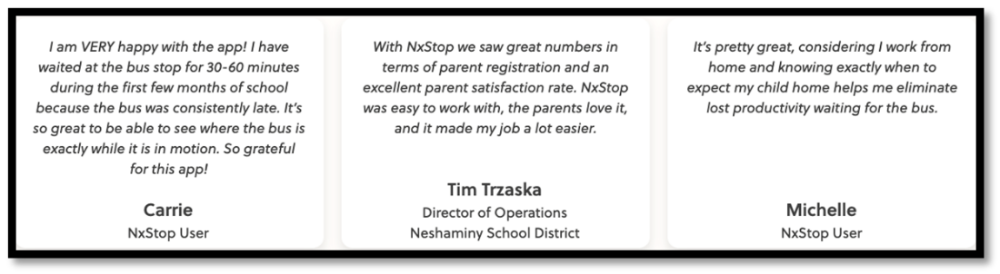 I am VERY happy with the app! I have
waited at the bus stop for 30-60 minutes
during the first few months of school
because the bus was consistently late. It's
so great to be able to see where the bus is
exactly while it is in motion. So grateful
for this app!
Carrie
NxStop User
With NxStop we saw great numbers in
terms of parent registration and an
excellent parent satisfaction rate. NxStop
was easy to work with, the parents love it,
and it made my job a lot easier.
Tim Trzaska
Director of Operations
Neshaminy School District
It's pretty great, considering I work from
home and knowing exactly when to
expect my child home helps me eliminate
lost productivity waiting for the bus.
Michelle
NxStop User